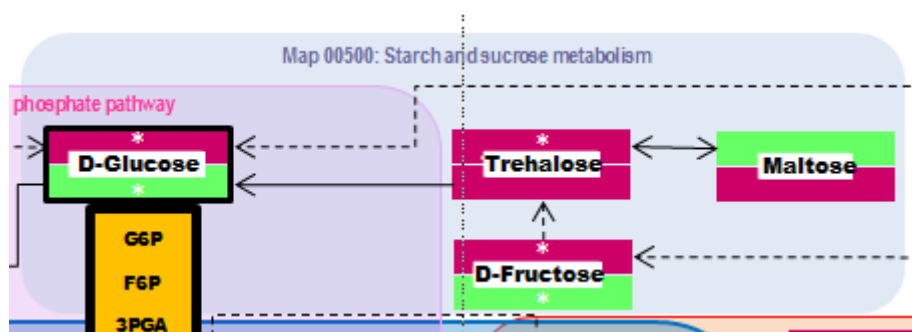 Map 00500: Starch and sucrose metabolism
phosphate pathway
*
D-Glucose
*
*
Trehalose
Maltose
G6P
F6P
3PGA
*
D-Fructose
*